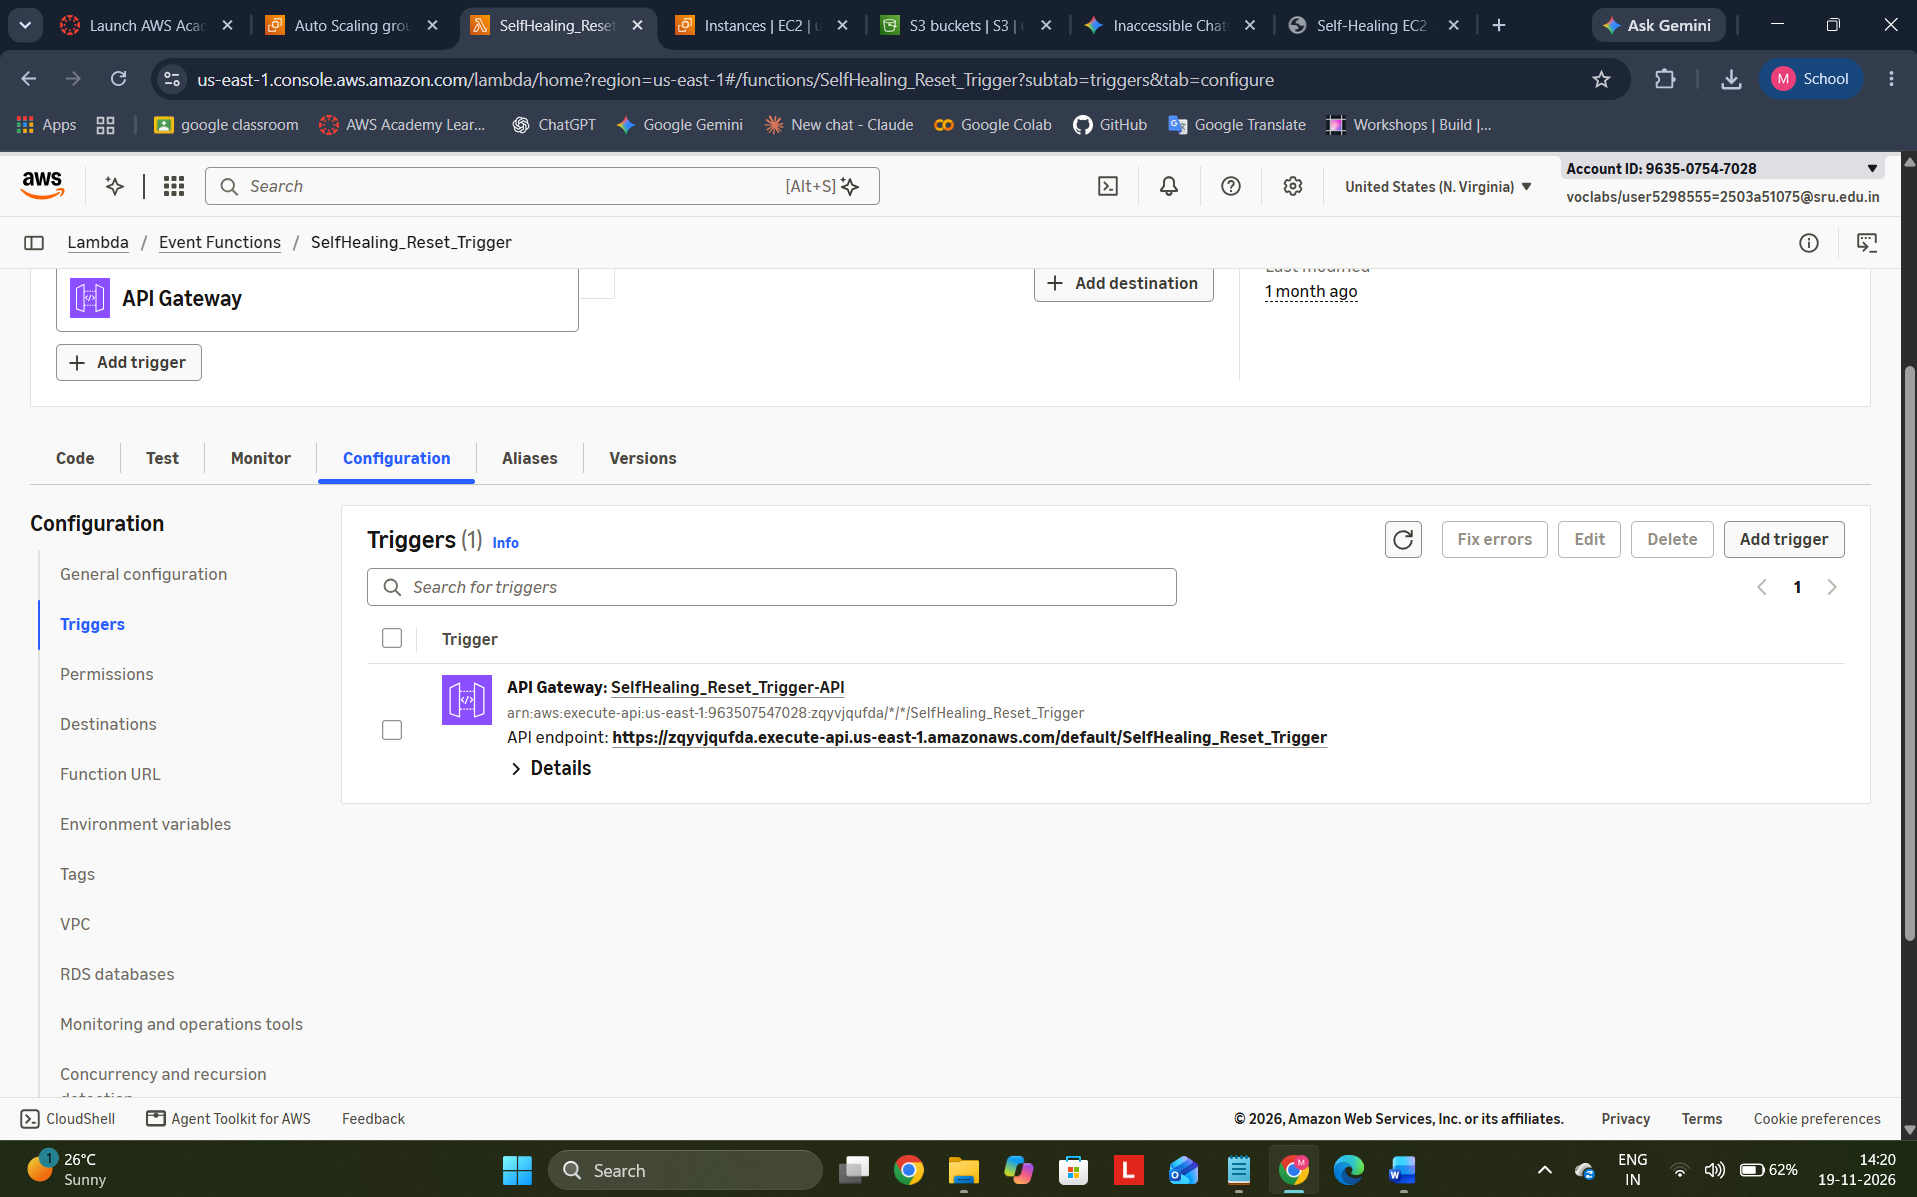 Launch AWS Aca
Auto Scaling grou
SelfHealing_Reset
Instances | EC2 | u
S3 buckets | S3 | u
Inaccessible Chat
Self-Healing EC2
Ask Gemini
us-east-1.console.aws.amazon.com/lambda/home?region=us-east-1#/functions/SelfHealing_Reset_Trigger?subtab=triggers&tab=configure
M School
Apps
google classroom
AWS Academy Lear...
ChatGPT
Google Gemini
New chat - Claude
Google Colab
GitHub
Google Translate
Workshops | Build |...
aws
Search
[Alt+S]
United States (N. Virginia)
Account ID: 9635-0754-7028
voclabs/user5298555=2503a51075@sru.edu.in
Lambda / Event Functions / SelfHealing_Reset_Trigger
API Gateway
Add destination
Last modified
1 month ago
Add trigger
Code
Test
Monitor
Configuration
Aliases
Versions
Configuration
General configuration
Triggers
Permissions
Destinations
Function URL
Environment variables
Tags
VPC
RDS databases
Monitoring and operations tools
Concurrency and recursion
detection
Triggers (1) Info
Fix errors
Edit
Delete
Add trigger
Search for triggers
1
Trigger
API Gateway: SelfHealing_Reset_Trigger-API
arn:aws:execute-api:us-east-1:963507547028:zqyvjqufda/*/*/SelfHealing_Reset_Trigger
API endpoint: https://zqyvjqufda.execute-api.us-east-1.amazonaws.com/default/SelfHealing_Reset_Trigger
Details
CloudShell
Agent Toolkit for AWS
Feedback
© 2026, Amazon Web Services, Inc. or its affiliates.
Privacy
Terms
Cookie preferences
1
26°C
Sunny
Search
L
M
W
ENG
IN
62%
14:20
19-11-2026